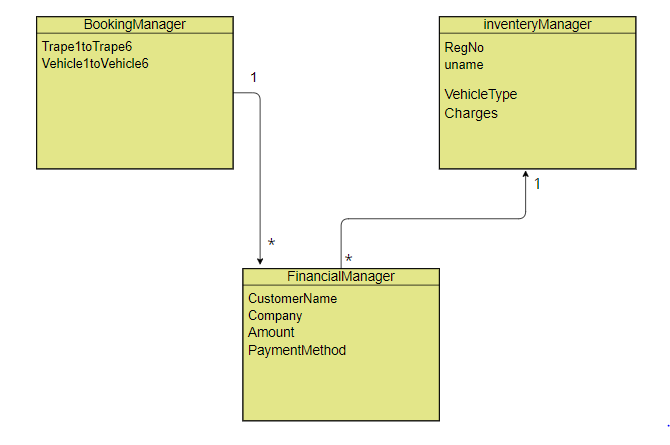 BookingManager
Trape1toTrape6
Vehicle1toVehicle6
1
*
inventeryManager
RegNo
uname
VehicleType
Charges
1
*
FinancialManager
CustomerName
Company
Amount
PaymentMethod